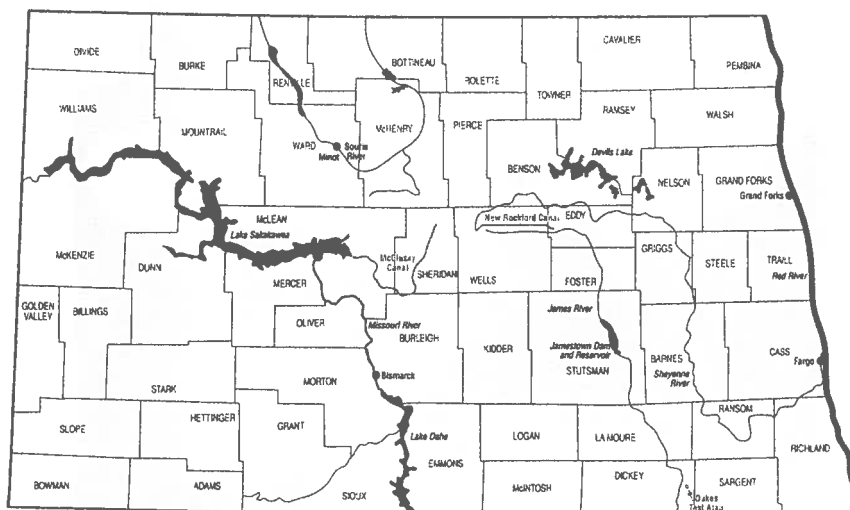 CAVALIER
DIVIDE
BURKE
BOTTINEAU
ROLETTE
PEMBINA
RENVILLE
TOWNER
WILLIAMS
RAMSEY
WALSH
MOUNTRAIL
McHENRY
PIERCE
WARD
Souris
River
Minot
Devils Lake
BENSON
NELSON
GRAND FORKS
Grand Forks
McLEAN
New Rockford Canal
EDDY
Lake Sakakawea
McKENZIE
McClusky
Canal
GRIGGS
DUNN
SHERIDAN
STEELE
TRAILL
Red River
MERCER
WELLS
FOSTER
GOLDEN
VALLEY
BILLINGS
James River
OLIVER
Missouri River
BURLEIGH
KIDDER
Jamestown Dam
and Reservoir
BARNES
CASS
Fargo
STUTSMAN
Sheyenne
River
Bismarck
STARK
MORTON
RANSOM
HETTINGER
SLOPE
GRANT
Lake Oahe
LOGAN
LA MOURE
RICHLAND
EMMONS
DICKEY
SARGENT
BOWMAN
ADAMS
SIOUX
McINTOSH
Oakes
Test Area